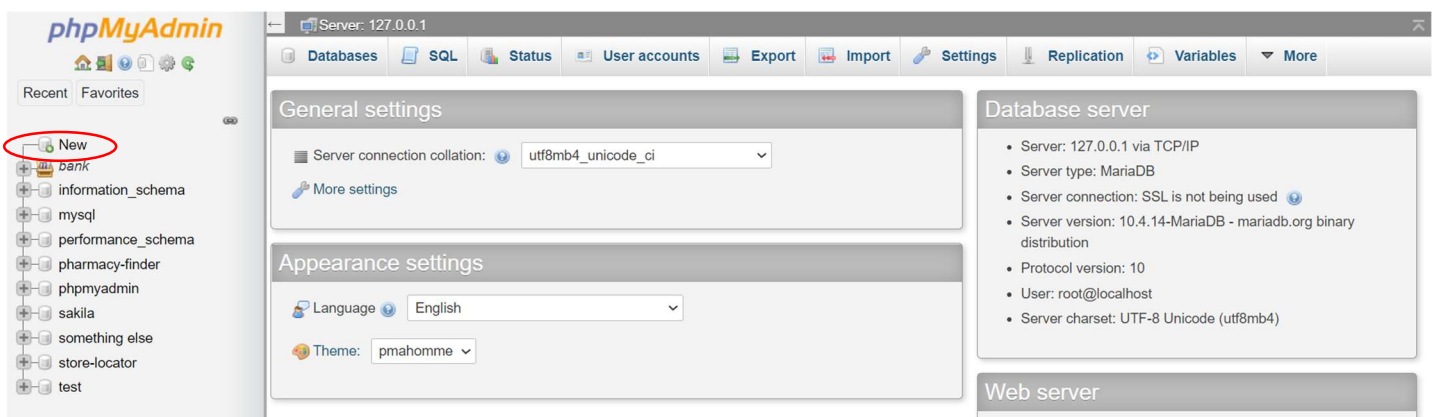 phpMyAdmin
Recent Favorites
New
bank
information_schema
mysql
performance_schema
pharmacy-finder
phpmyadmin
sakila
something else
store-locator
test
Server: 127.0.0.1
Databases SQL Status User accounts Export Import Settings Replication Variables More
General settings
Server connection collation: utf8mb4_unicode_ci
More settings
Appearance settings
Language English
Theme: pmahomme
Database server
• Server: 127.0.0.1 via TCP/IP
• Server type: MariaDB
• Server connection: SSL is not being used
• Server version: 10.4.14-MariaDB - mariadb.org binary
distribution
• Protocol version: 10
• User: root@localhost
• Server charset: UTF-8 Unicode (utf8mb4)
Web server